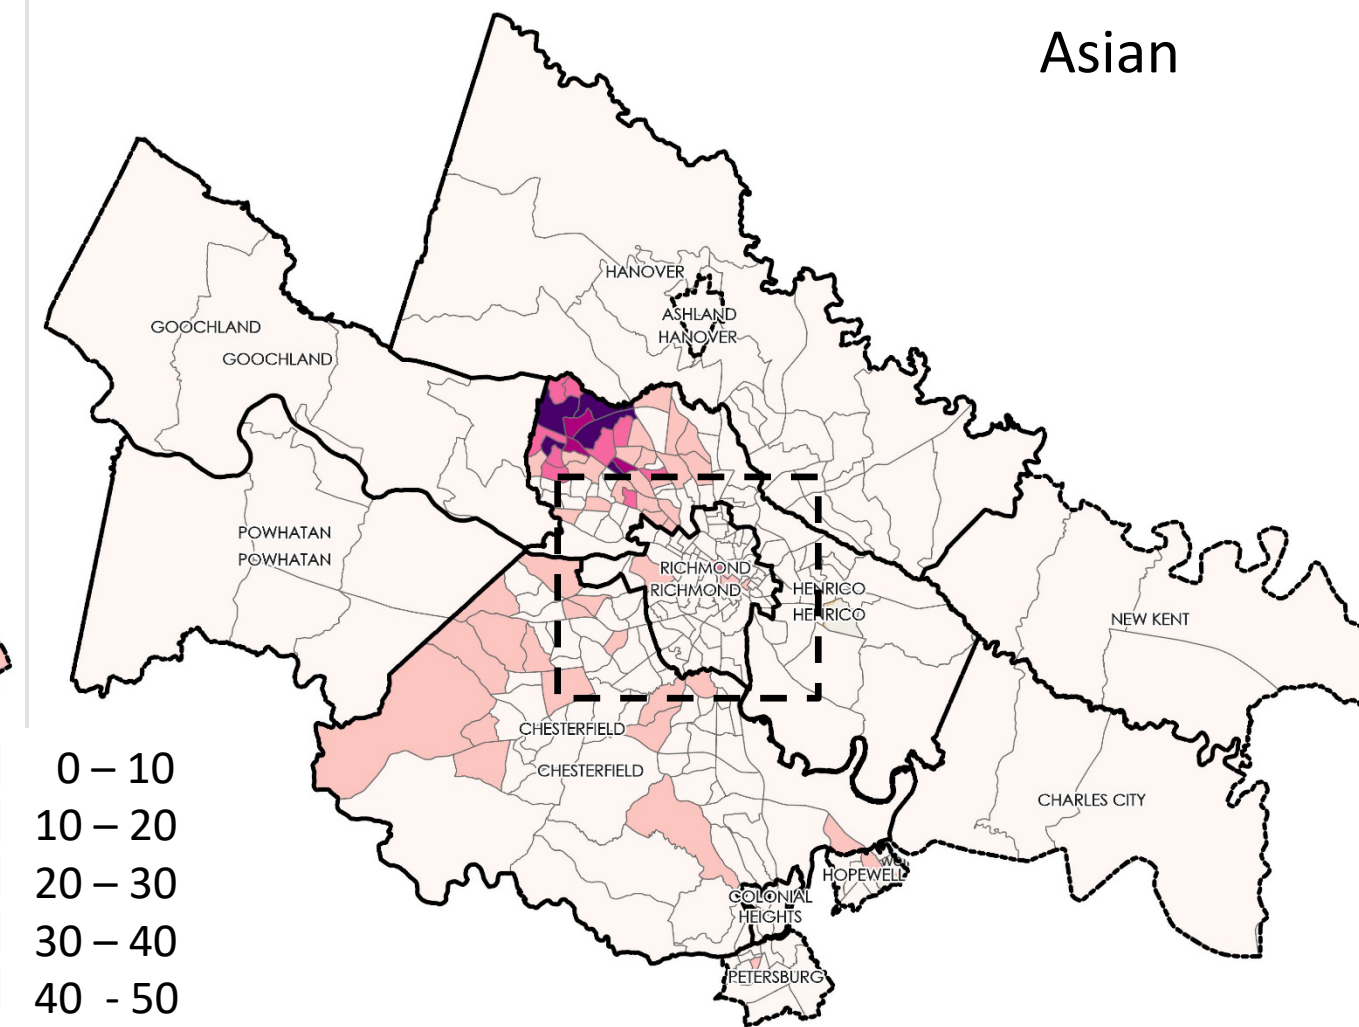 Asian
HANOVER
ASHLAND
HANOVER
GOOCHLAND
GOOCHLAND
POWHATAN
POWHATAN
RICHMOND
RICHMOND
HENRICO
HENRICO
NEW KENT
CHESTERFIELD
CHESTERFIELD
CHARLES CITY
HOPEWELL
COLONIAL
HEIGHTS
PETERSBURG
0 – 10
10 – 20
20 – 30
30 – 40
40 - 50